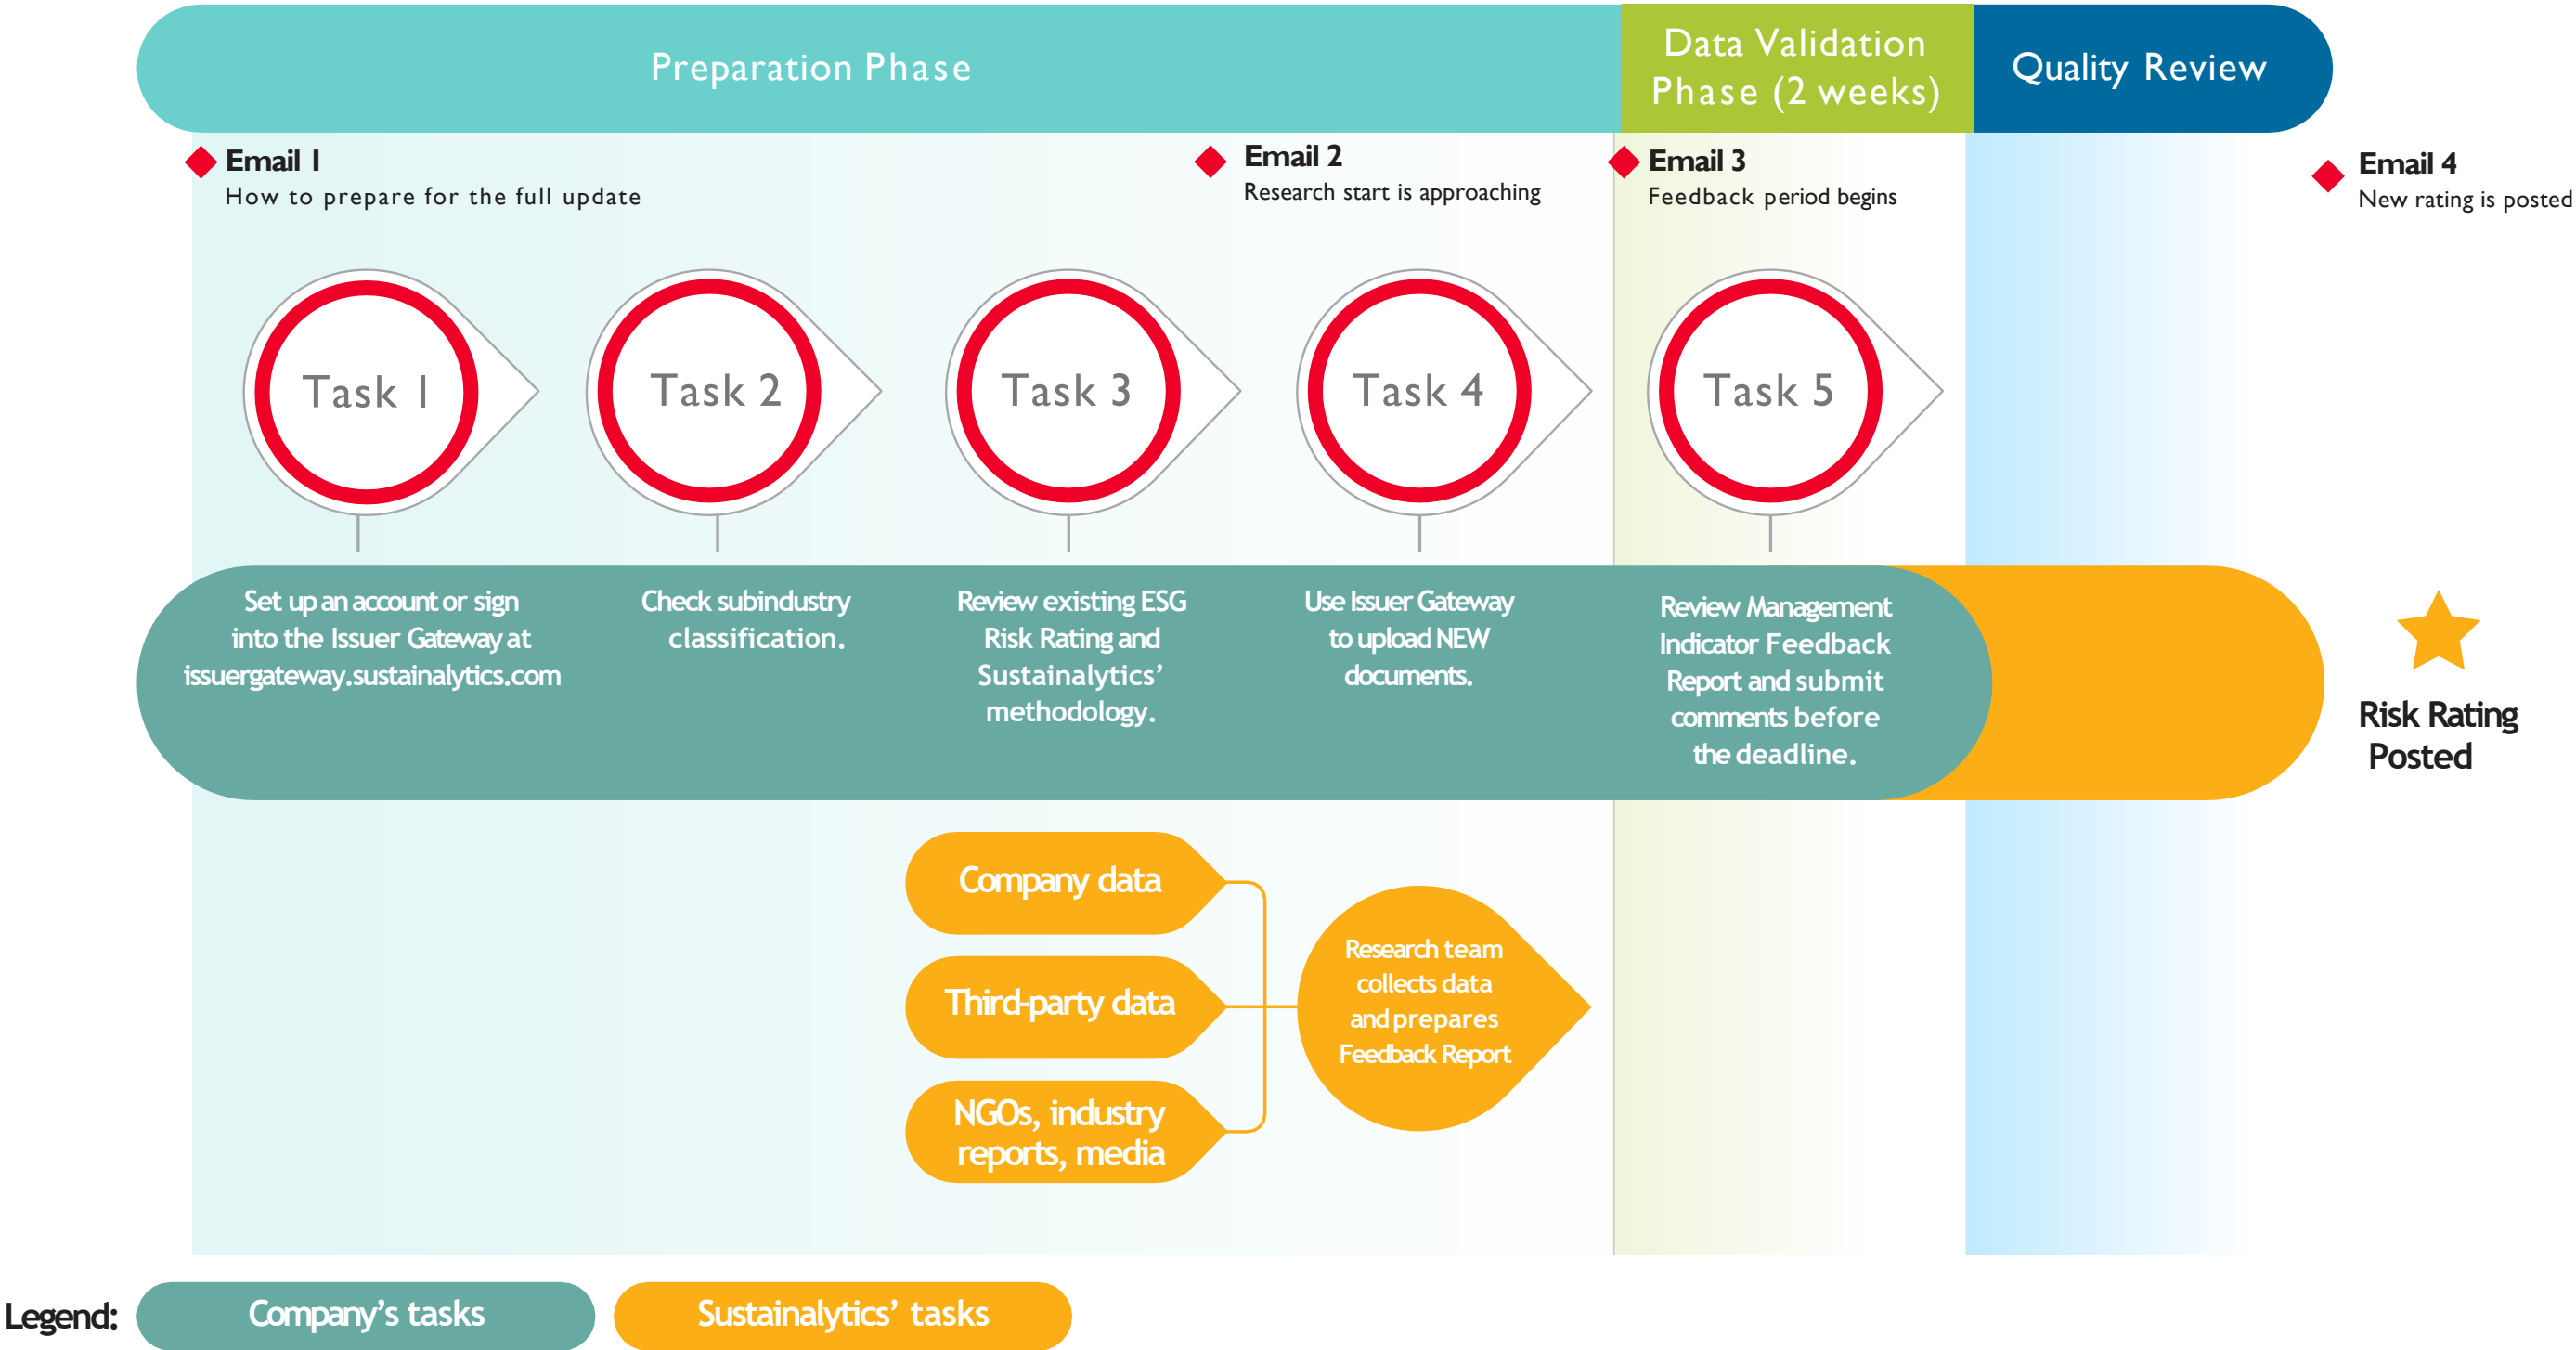 Preparation Phase
Data Validation
Phase (2 weeks)
Quality Review
Email 1
How to prepare for the full update
Email 2
Research start is approaching
Email 3
Feedback period begins
Email 4
New rating is posted
Task 1
Task 2
Task 3
Task 4
Task 5
Set up an account or sign
into the Issuer Gateway at
issuergateway.sustainalytics.com
Check subindustry
classification.
Review existing ESG
Risk Rating and
Sustainalytics’
methodology.
Use Issuer Gateway
to upload NEW
documents.
Review Management
Indicator Feedback
Report and submit
comments before
the deadline.
Risk Rating
Posted
Company data
Third-party data
NGOs, industry
reports, media
Research team
collects data
and prepares
Feedback Report
Legend:
Company’s tasks
Sustainalytics’ tasks